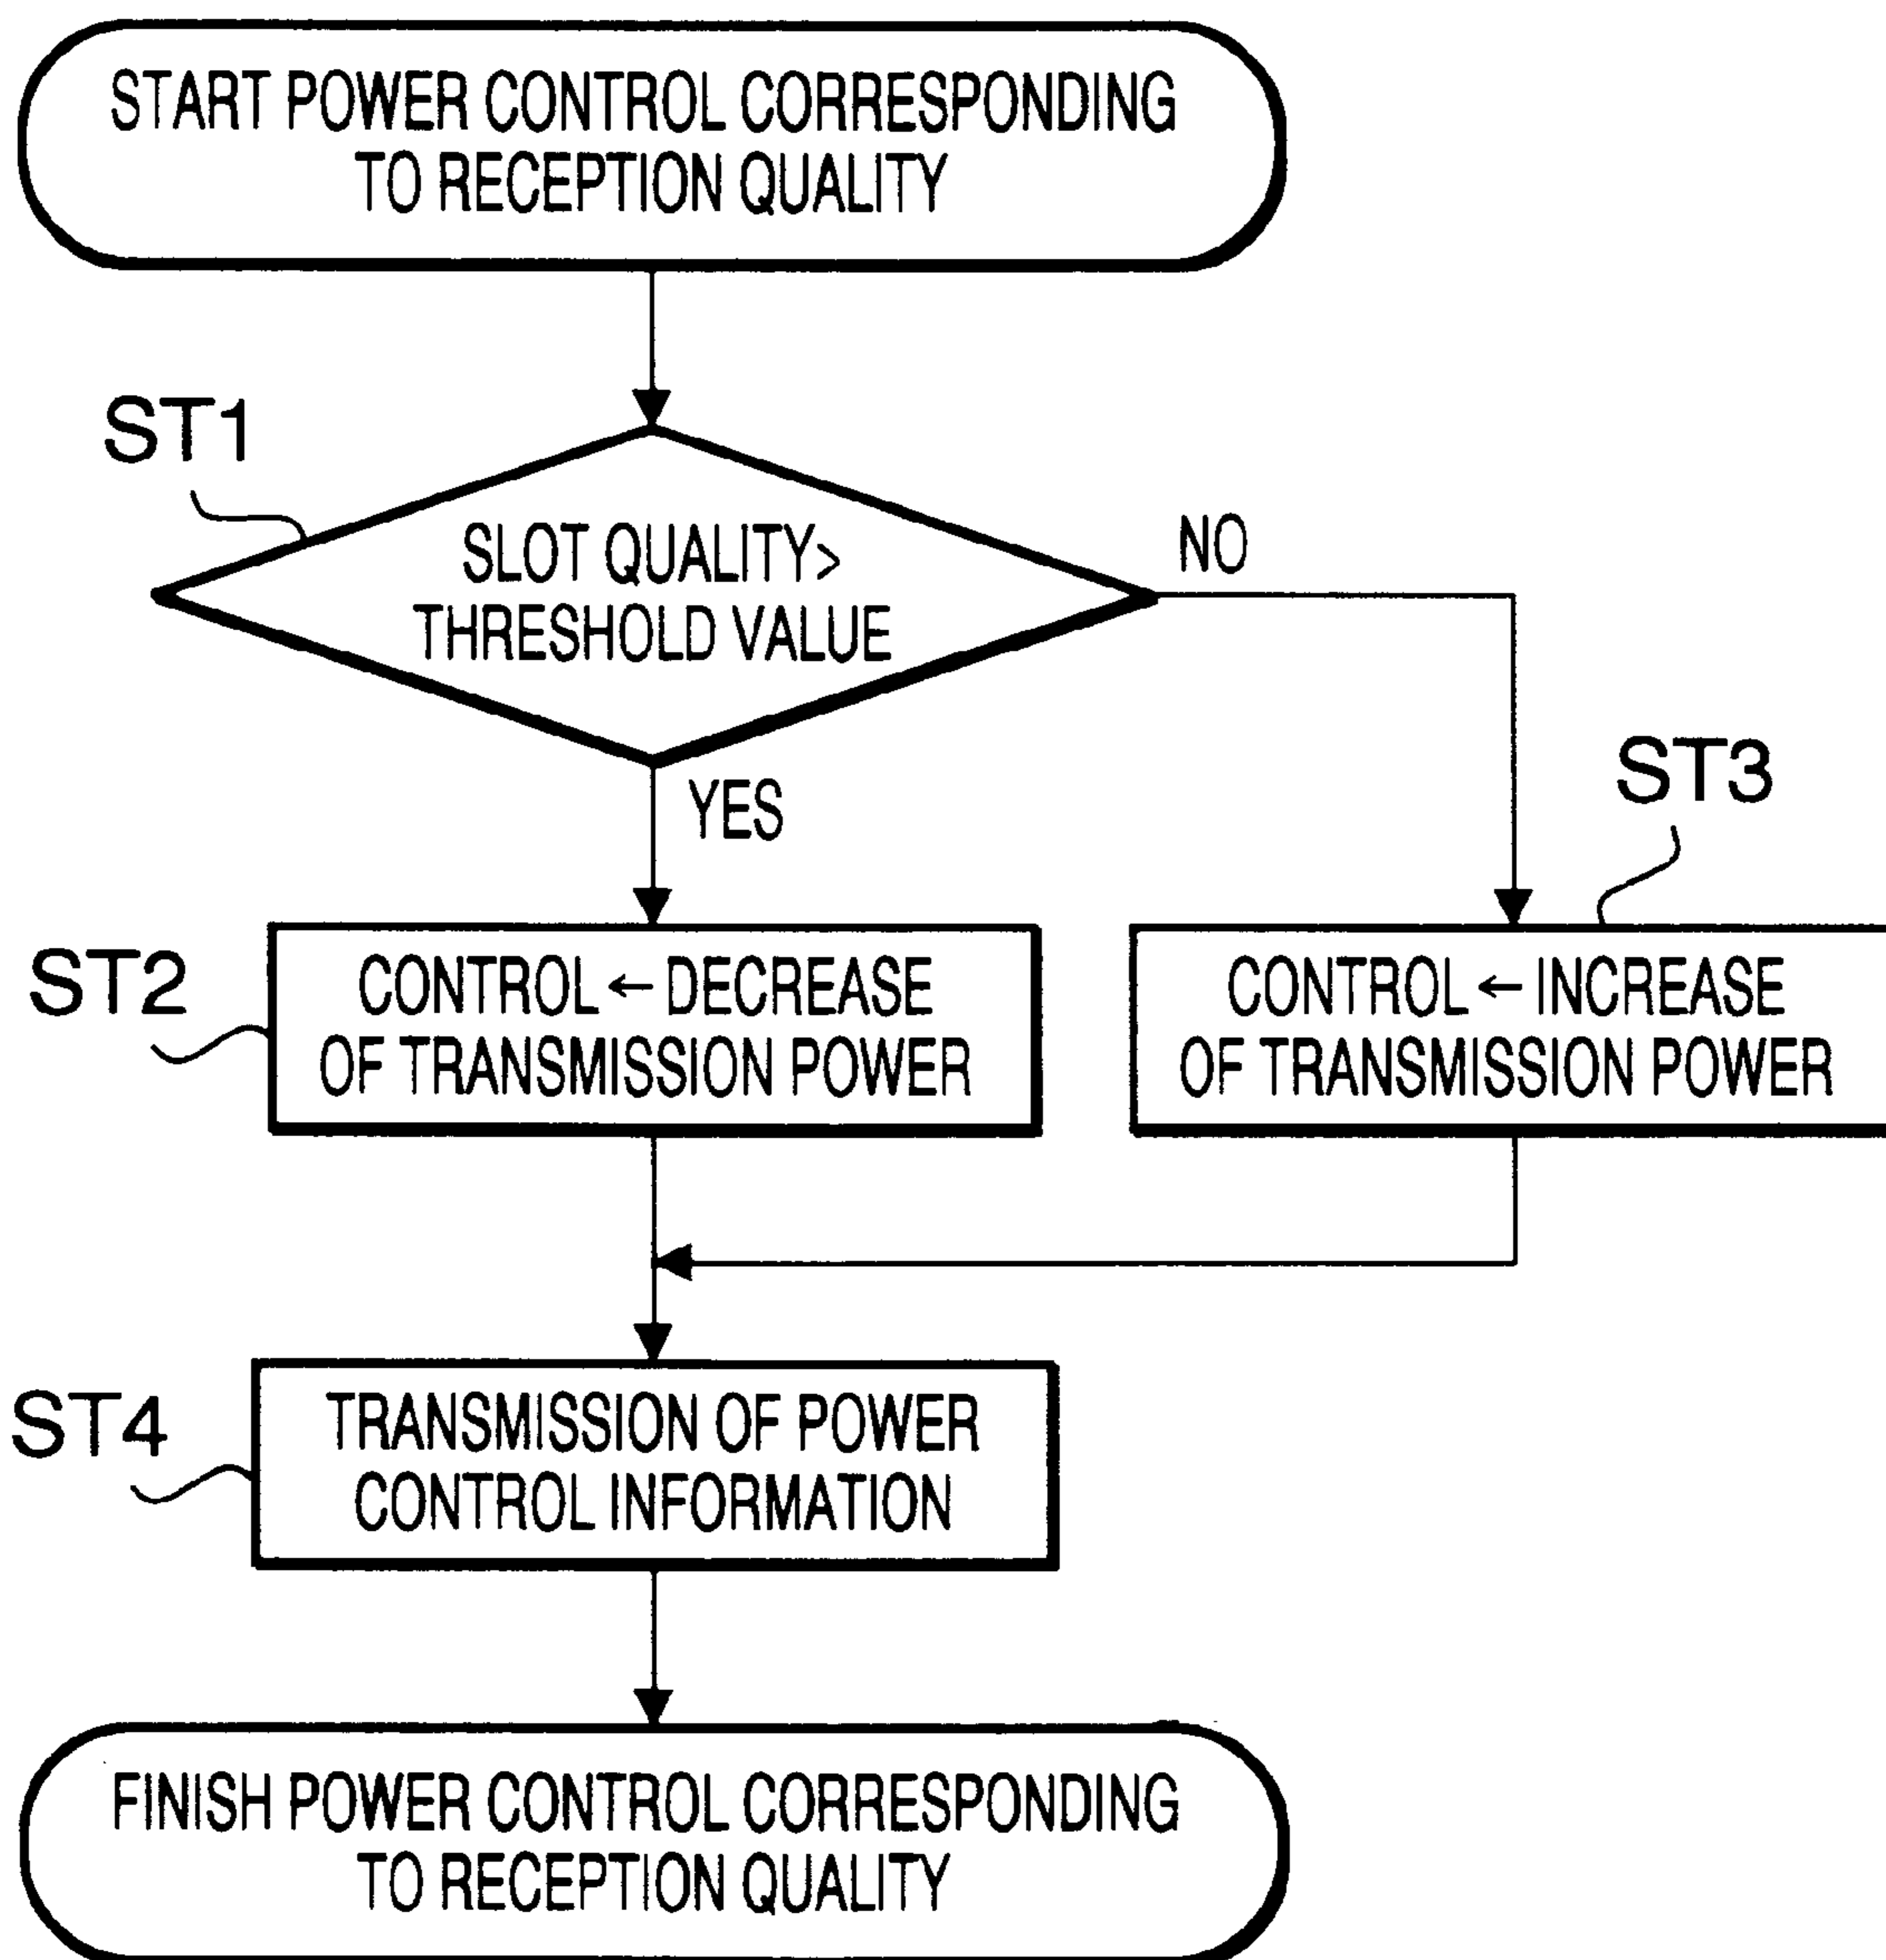 START POWER CONTROL CORRESPONDING
TO RECEPTION QUALITY
ST1
SLOT QUALITY>
THRESHOLD VALUE
NO
YES
ST3
ST2
CONTROL ← DECREASE
OF TRANSMISSION POWER
CONTROL ← INCREASE
OF TRANSMISSION POWER
ST4
TRANSMISSION OF POWER
CONTROL INFORMATION
FINISH POWER CONTROL CORRESPONDING
TO RECEPTION QUALITY